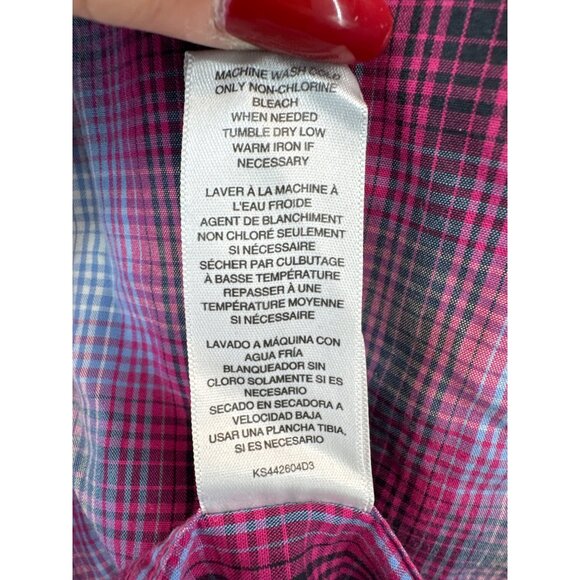 MACHINE WASH COLD
ONLY NON-CHLORINE
BLEACH
WHEN NEEDED
TUMBLE DRY LOW
WARM IRON IF
NECESSARY
LAVER À LA MACHINE À
L'EAU FROIDE
AGENT DE BLANCHIMENT
NON CHLORÉ SEULEMENT
SI NÉCESSAIRE
SÉCHER PAR CULBUTAGE
À BASSE TEMPÉRATURE
REPASSER À UNE
TEMPÉRATURE MOYENNE
SI NÉCESSAIRE
LAVADO A MÁQUINA CON
AGUA FRÍA
BLANQUEADOR SIN
CLORO SOLAMENTE SI ES
NECESARIO
SECADO EN SECADORA A
VELOCIDAD BAJA
USAR UNA PLANCHA TIBIA,
SI ES NECESARIO
KS442604D3